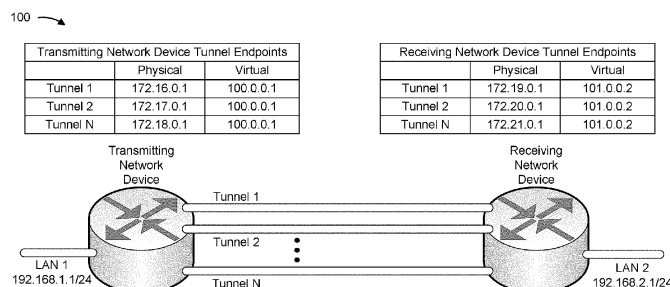 100
Transmitting Network Device Tunnel Endpoints
Physical Virtual
Tunnel 1 172.16.0.1 100.0.0.1
Tunnel 2 172.17.0.1 100.0.0.1
Tunnel N 172.18.0.1 100.0.0.1
Receiving Network Device Tunnel Endpoints
Physical Virtual
Tunnel 1 172.19.0.1 101.0.0.2
Tunnel 2 172.20.0.1 101.0.0.2
Tunnel N 172.21.0.1 101.0.0.2
Transmitting
Network
Device
Receiving
Network
Device
Tunnel 1
Tunnel 2
Tunnel N
LAN 1
192.168.1.1/24
LAN 2
192.168.2.1/24